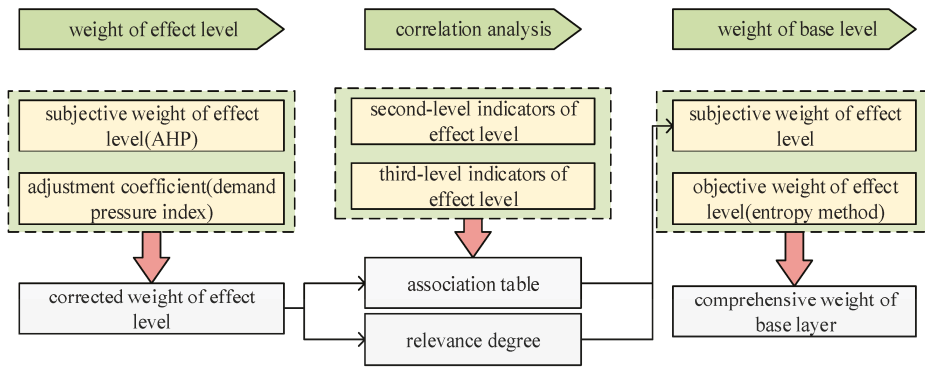 weight of effect level
correlation analysis
weight of base level
subjective weight of effect
level(AHP)
adjustment coefficient(demand
pressure index)
corrected weight of effect
level
second-level indicators of
effect level
third-level indicators of
effect level
association table
relevance degree
subjective weight of effect
level
objective weight of effect
level(entropy method)
comprehensive weight of
base layer